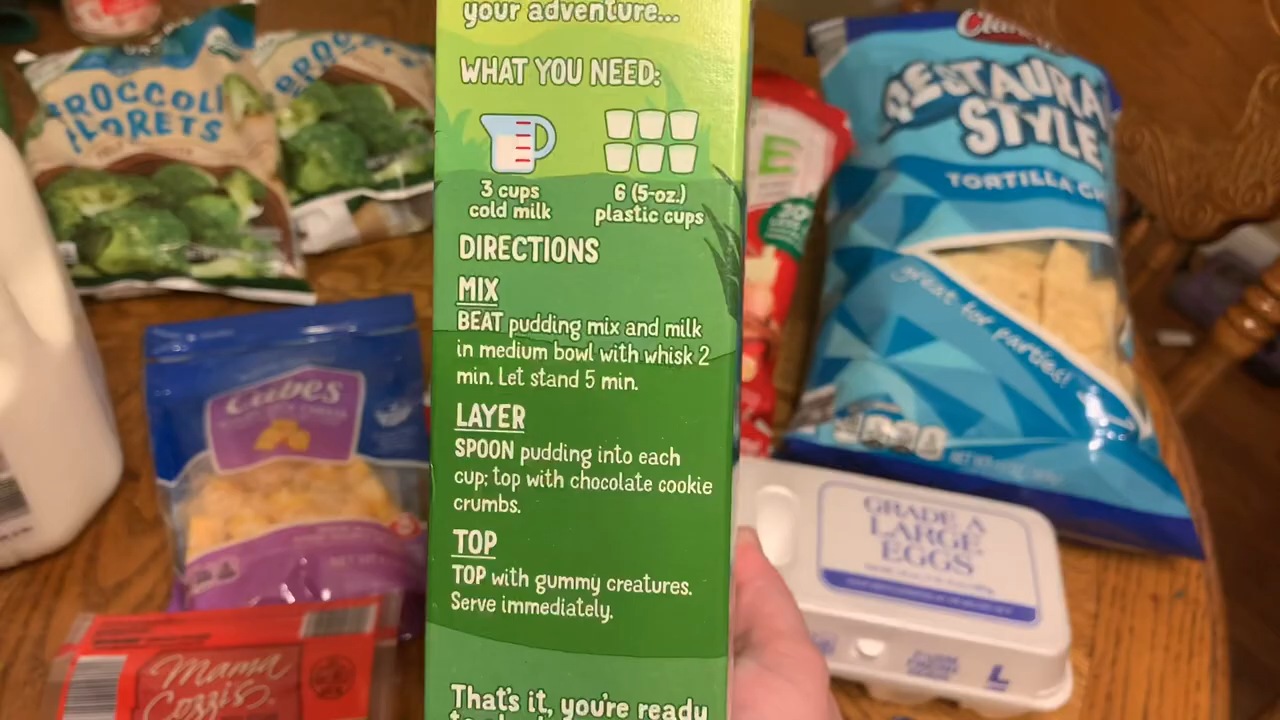 your adventure...
WHAT YOU NEED:
3 cups
cold milk
6 (5-oz.)
plastic cups
DIRECTIONS
MIX
BEAT pudding mix and milk
in medium bowl with whisk 2
min. Let stand 5 min.
LAYER
SPOON pudding into each
cup; top with chocolate cookie
crumbs.
TOP
TOP with gummy creatures.
Serve immediately.
That's it, you're ready
BROCCOLI
FLORETS
Cubes
Mama
Cozzi's
RESTAURA
STYLE
TORTILLA CH
great for parties!
GRADE A
LARGE
EGGS
L